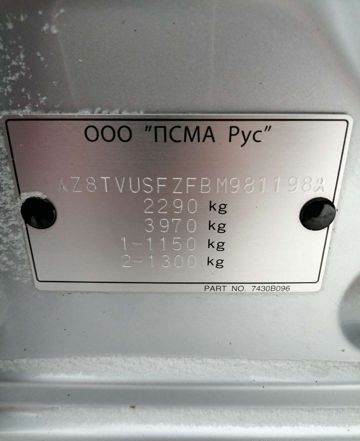 ООО "ПСМА Рус"
Z8TVUSFZFBM981198
2290 kg
3970 kg
1-1150 kg
2-1300 kg
PART NO. 7430B096